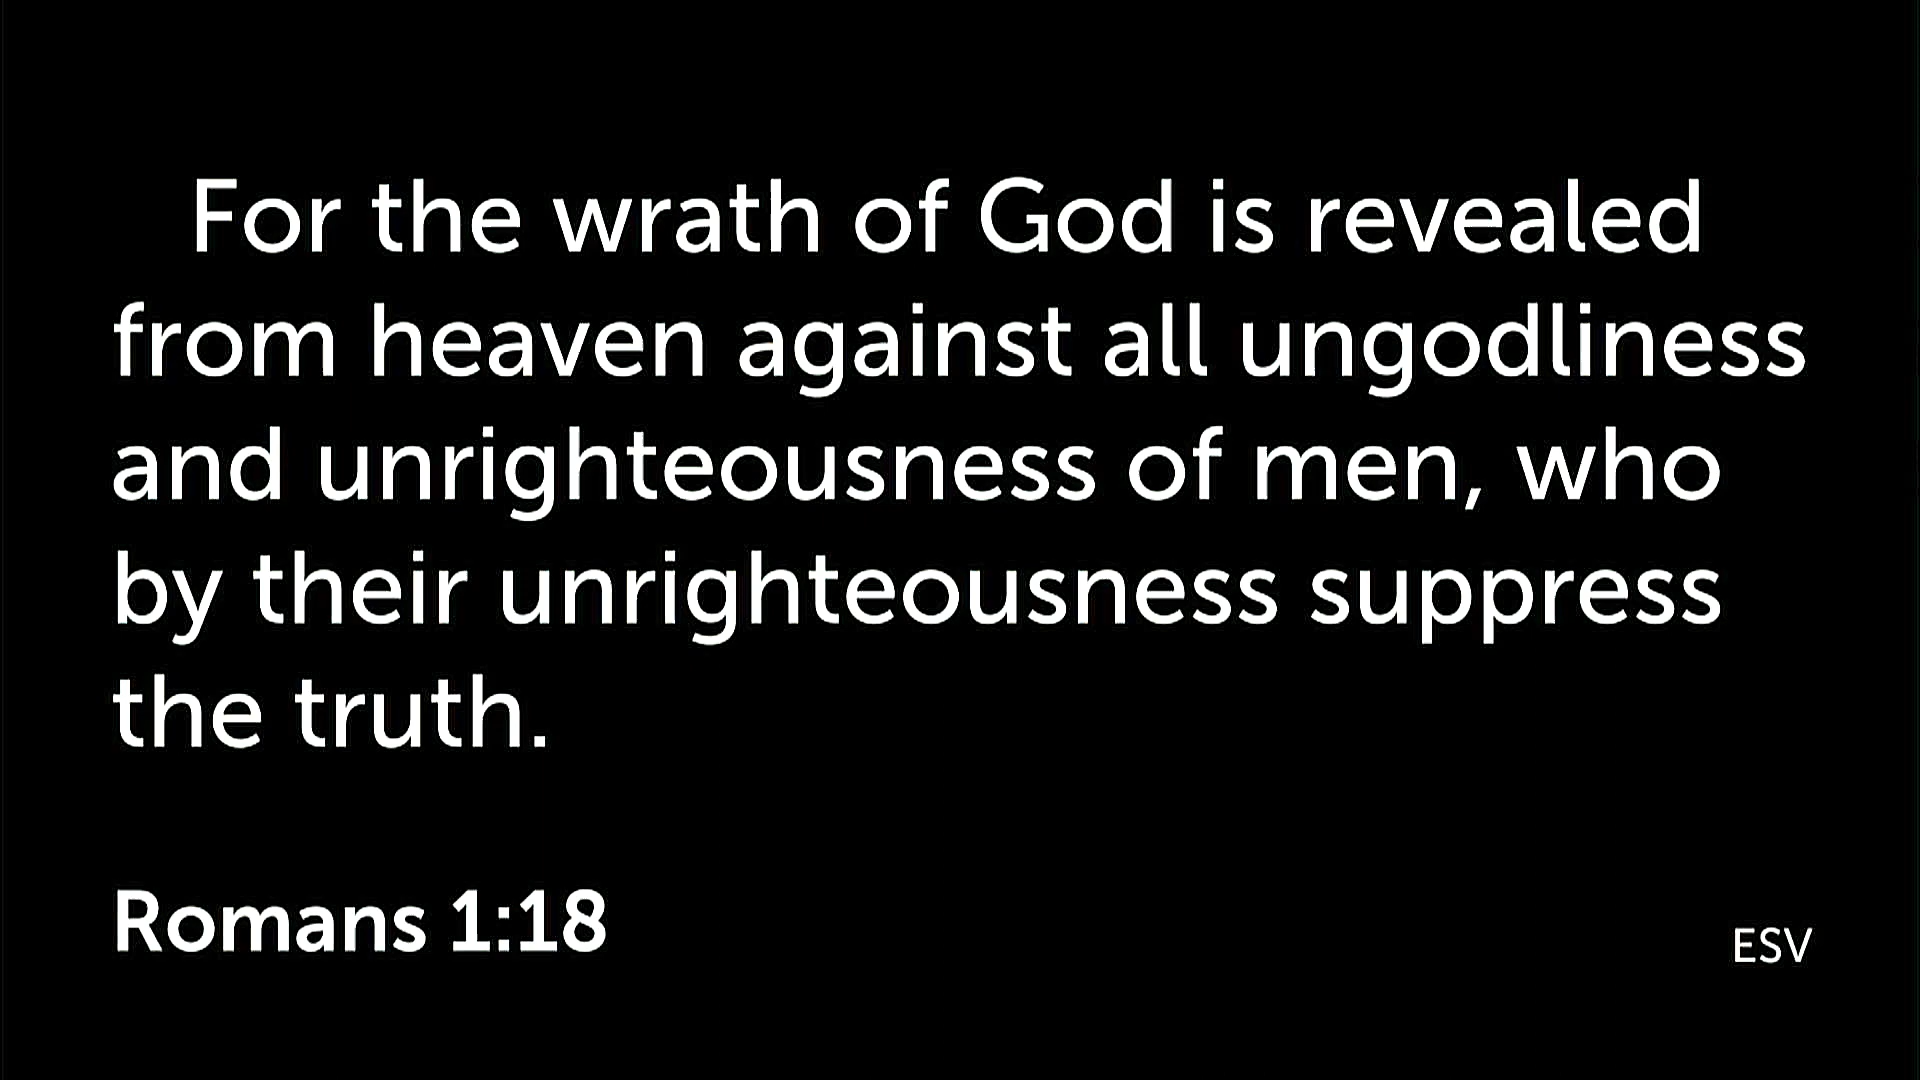 For the wrath of God is revealed
from heaven against all ungodliness
and unrighteousness of men, who
by their unrighteousness suppress
the truth.
Romans 1:18
ESV